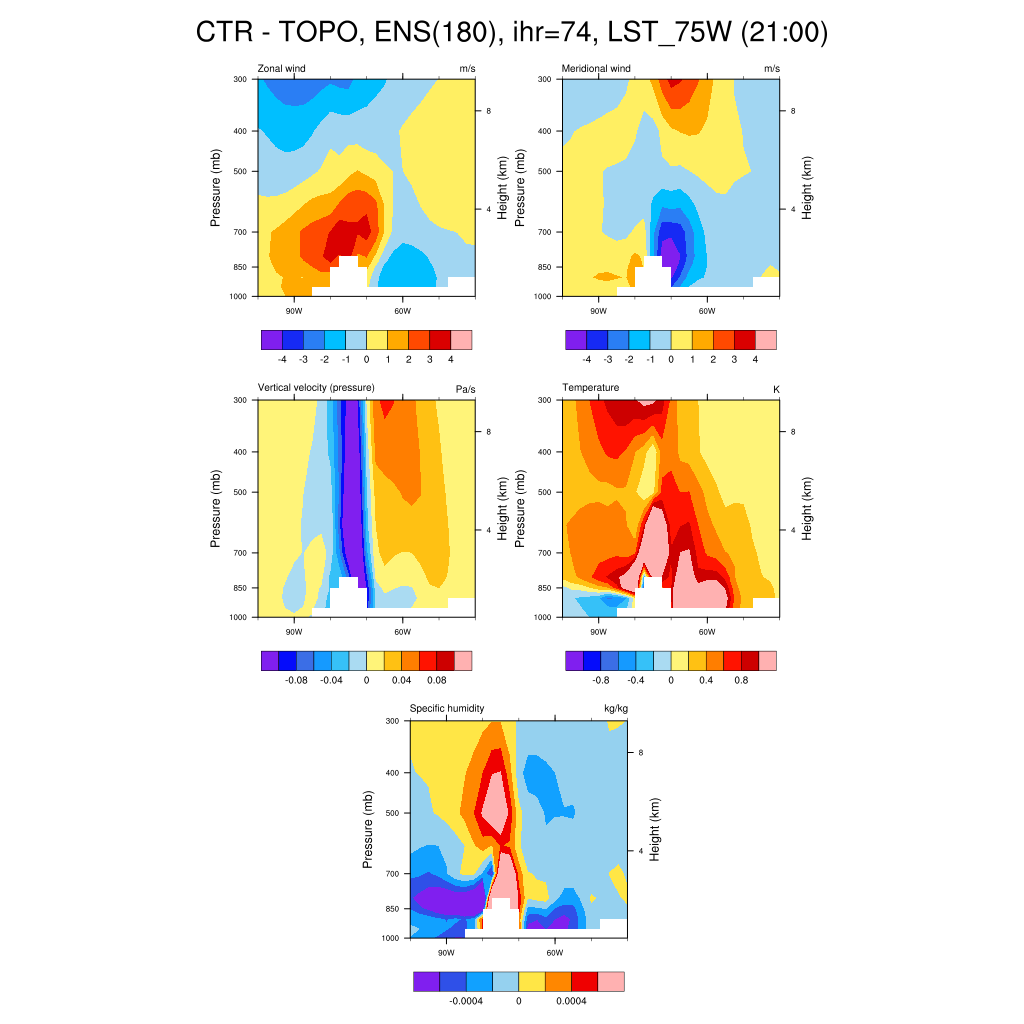 CTR - TOPO, ENS(180), ihr=74, LST_75W (21:00)
Zonal wind m/s
300
400
500
700
850
1000
Pressure (mb)
8
4
Height (km)
90W 60W
-4 -3 -2 -1 0 1 2 3 4
Meridional wind m/s
300
400
500
700
850
1000
Pressure (mb)
8
4
Height (km)
90W 60W
-4 -3 -2 -1 0 1 2 3 4
Vertical velocity (pressure) Pa/s
300
400
500
700
850
1000
Pressure (mb)
8
4
Height (km)
90W 60W
-0.08 -0.04 0 0.04 0.08
Temperature K
300
400
500
700
850
1000
Pressure (mb)
8
4
Height (km)
90W 60W
-0.8 -0.4 0 0.4 0.8
Specific humidity kg/kg
300
400
500
700
850
1000
Pressure (mb)
8
4
Height (km)
90W 60W
-0.0004 0 0.0004